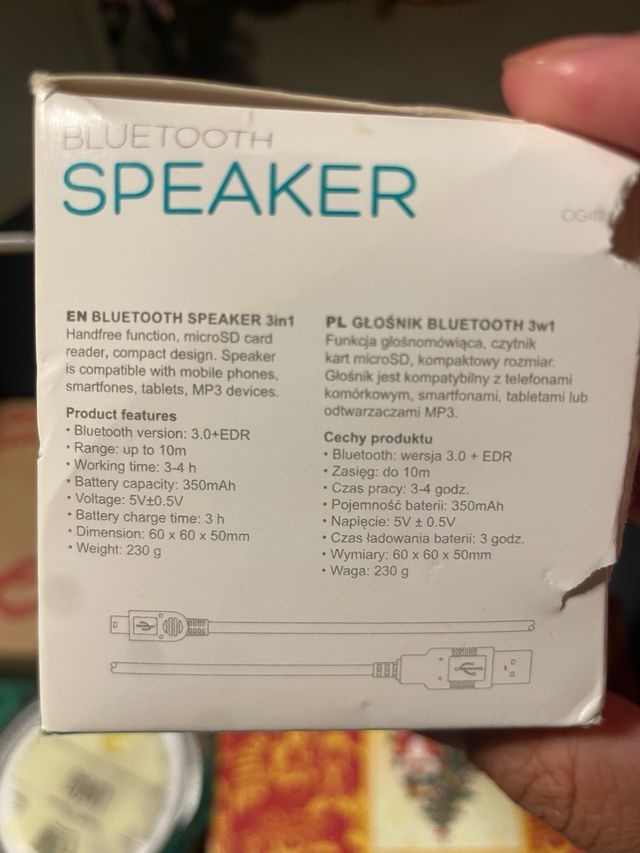 BLUETOOTH
SPEAKER
EN BLUETOOTH SPEAKER 3in1
Handfree function, microSD card
reader, compact design. Speaker
is compatible with mobile phones,
smartfones, tablets, MP3 devices.
Product features
• Bluetooth version: 3.0+EDR
• Range: up to 10m
• Working time: 3-4 h
• Battery capacity: 350mAh
• Voltage: 5V±0.5V
• Battery charge time: 3 h
• Dimension: 60 x 60 x 50mm
• Weight: 230 g
PL GŁOŚNIK BLUETOOTH 3w1
Funkcja głośnomówiąca, czytnik
kart microSD, kompaktowy rozmiar.
Głośnik jest kompatybilny z telefonami
komórkowym, smartfonami, tabletami lub
odtwarzaczami MP3.
Cechy produktu
• Bluetooth: wersja 3.0 + EDR
• Zasięg: do 10m
• Czas pracy: 3-4 godz.
• Pojemność baterii: 350mAh
• Napięcie: 5V ± 0.5V
• Czas ładowania baterii: 3 godz.
• Wymiary: 60 x 60 x 50mm
• Waga: 230 g